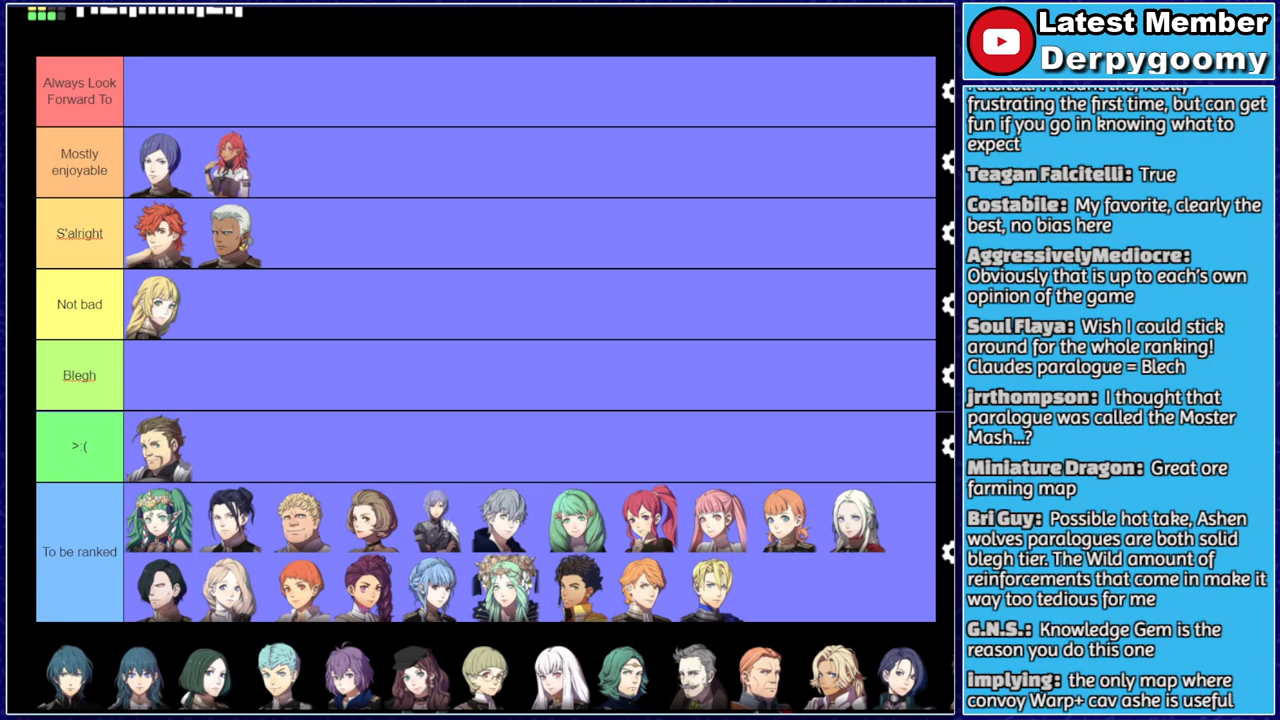 Latest Member
Derpygoomy
Always Look
Forward To
Mostly
enjoyable
S'alright
Not bad
Blegh
>:(
To be ranked
frustrating the first time, but can get
fun if you go in knowing what to
expect
Teagan Falcitelli: True
Costabile: My favorite, clearly the
best, no bias here
AggressivelyMediocre:
Obviously that is up to each's own
opinion of the game
Soul Flaya: Wish I could stick
around for the whole ranking!
Claudes paralogue = Blech
jrrthompson: I thought that
paralogue was called the Moster
Mash...?
Miniature Dragon: Great ore
farming map
Bri Guy: Possible hot take, Ashen
wolves paralogues are both solid
blegh tier. The Wild amount of
reinforcements that come in make it
way too tedious for me
G.N.S.: Knowledge Gem is the
reason you do this one
implying: the only map where
convoy Warp+ cav ashe is useful